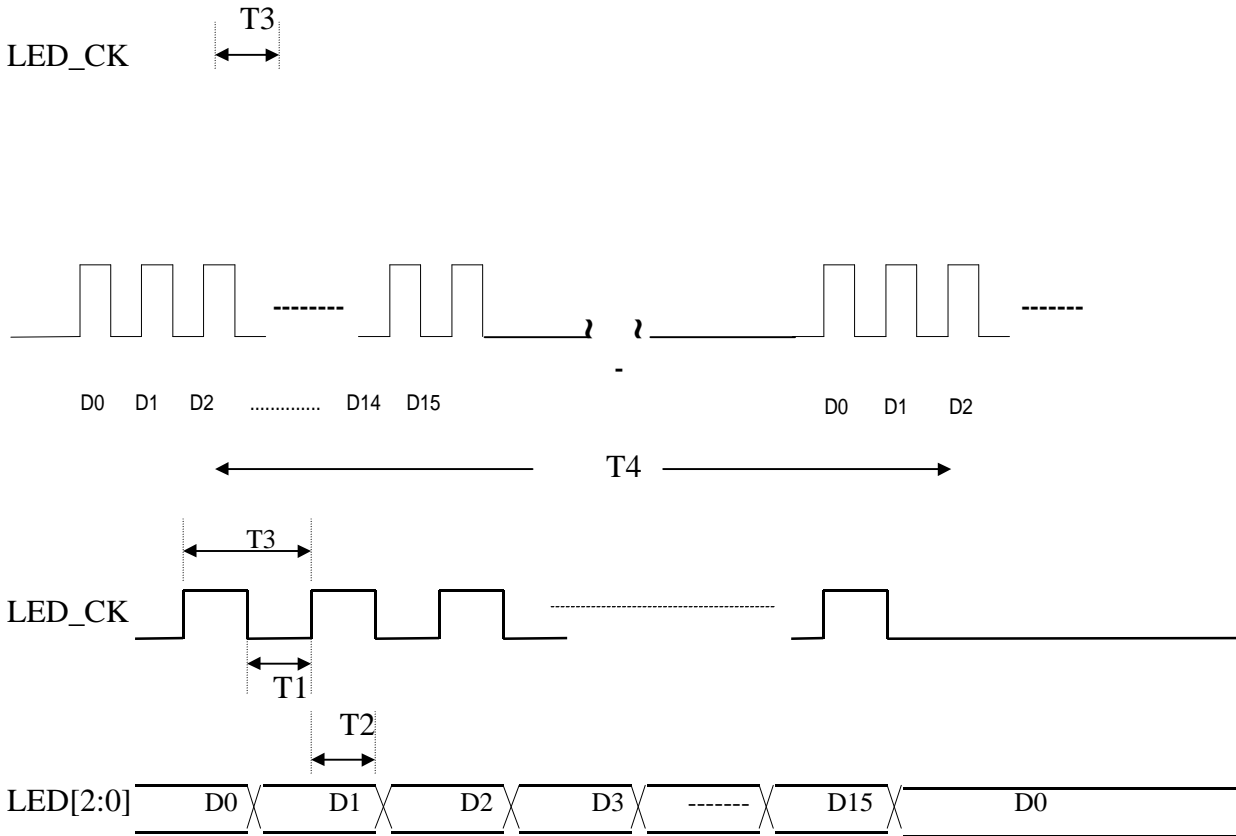 T3
LED_CK
--------
-------
~ ~
-
D0 D1 D2 .............. D14 D15 D0 D1 D2
T4
T3
LED_CK
T1
T2
LED[2:0] D0 D1 D2 D3 ------- D15 D0